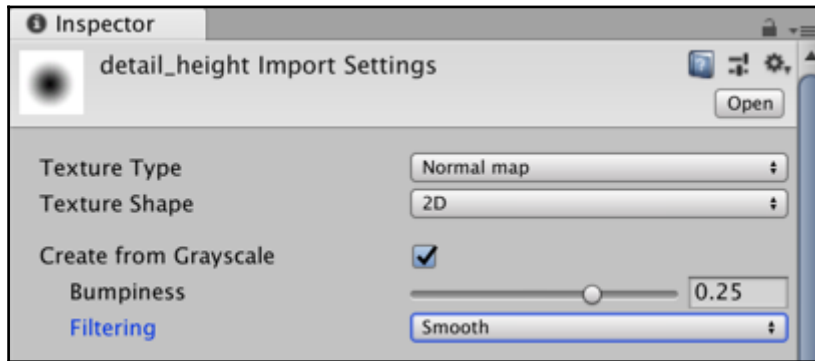 Inspector
detail_height Import Settings
Open
Texture Type Normal map
Texture Shape 2D
Create from Grayscale
Bumpiness 0.25
Filtering Smooth